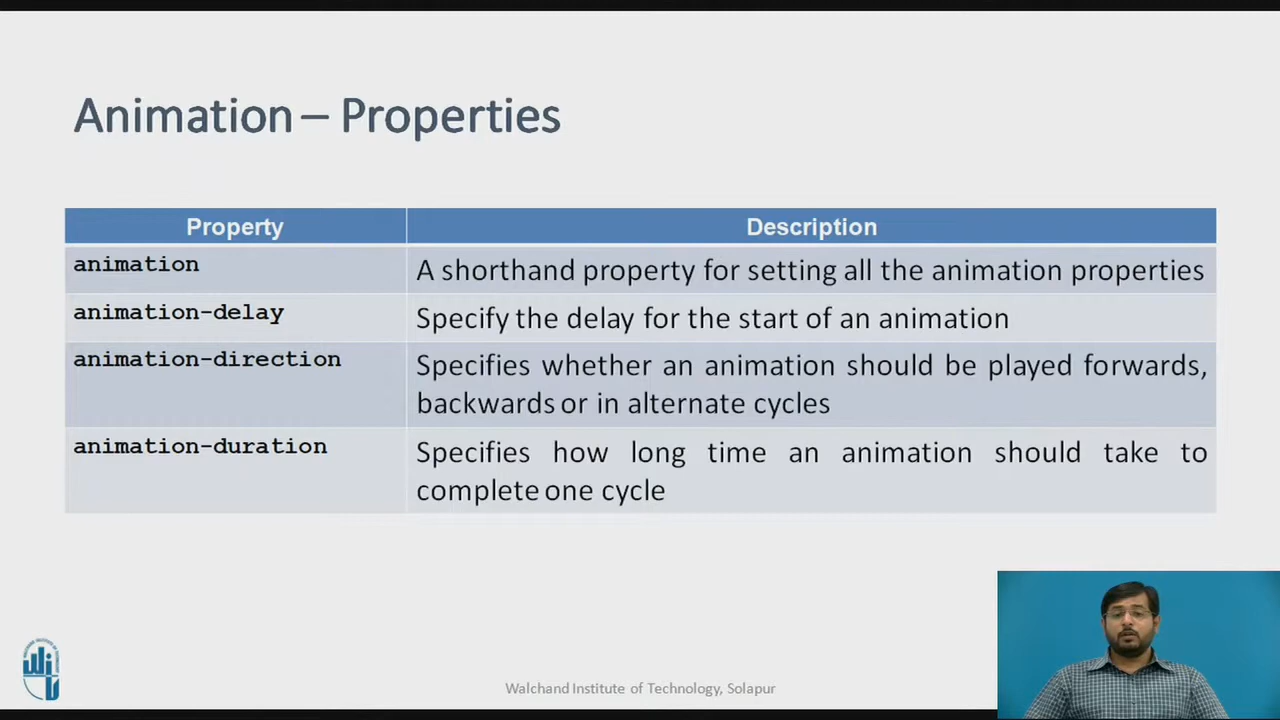 Animation – Properties
Property Description
animation A shorthand property for setting all the animation properties
animation-delay Specify the delay for the start of an animation
animation-direction Specifies whether an animation should be played forwards,
backwards or in alternate cycles
animation-duration Specifies how long time an animation should take to
complete one cycle
Walchand Institute of Technology, Solapur